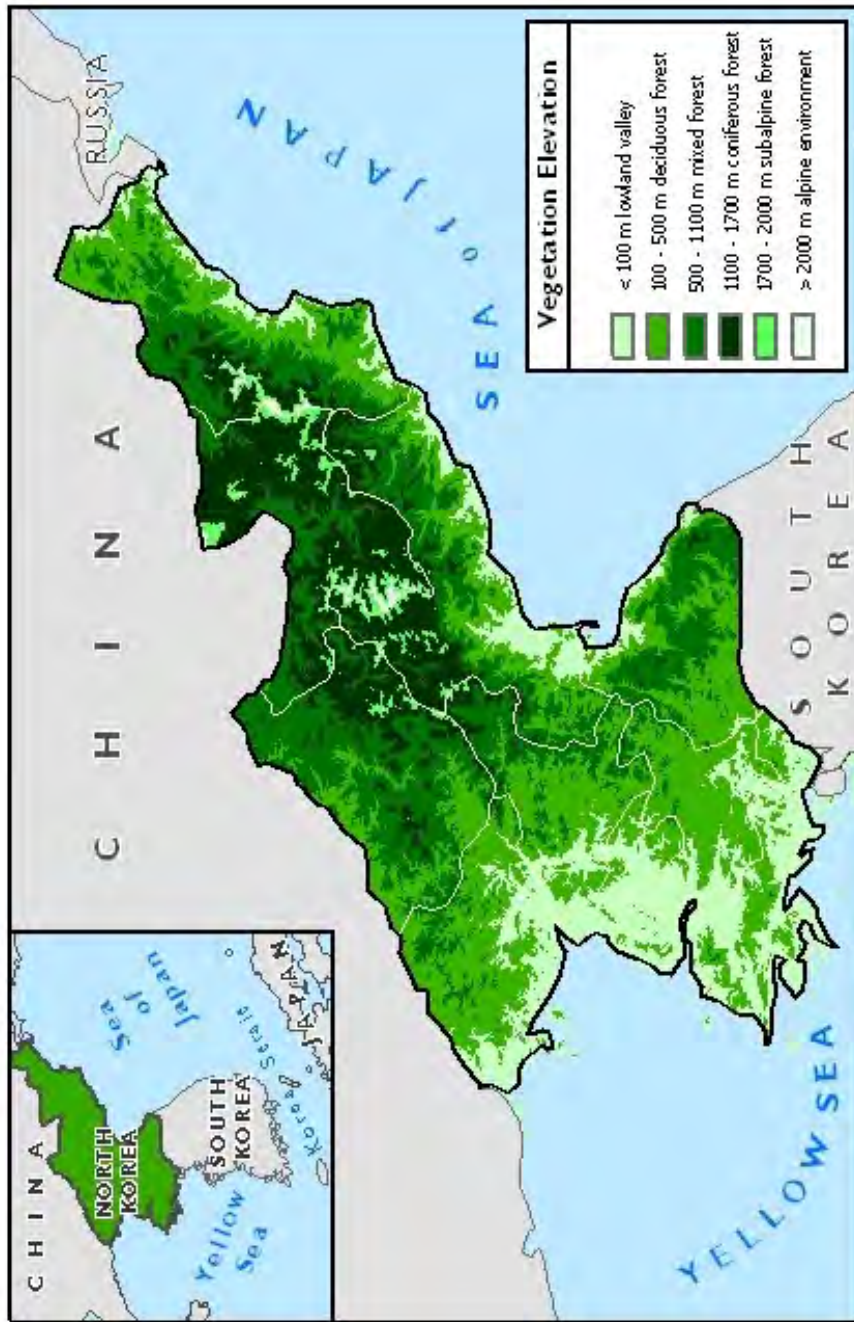 CHINA
RUSSIA
SEA of JAPAN
YELLOW SEA
SOUTH
KOREA
Vegetation Elevation
< 100 m lowland valley
100 - 500 m deciduous forest
500 - 1100 m mixed forest
1100 - 1700 m coniferous forest
1700 - 2000 m subalpine forest
> 2000 m alpine environment
CHINA
NORTH
KOREA
Sea
of
Japan
SOUTH
KOREA
Yellow
Sea
Korea Strait
JAPAN